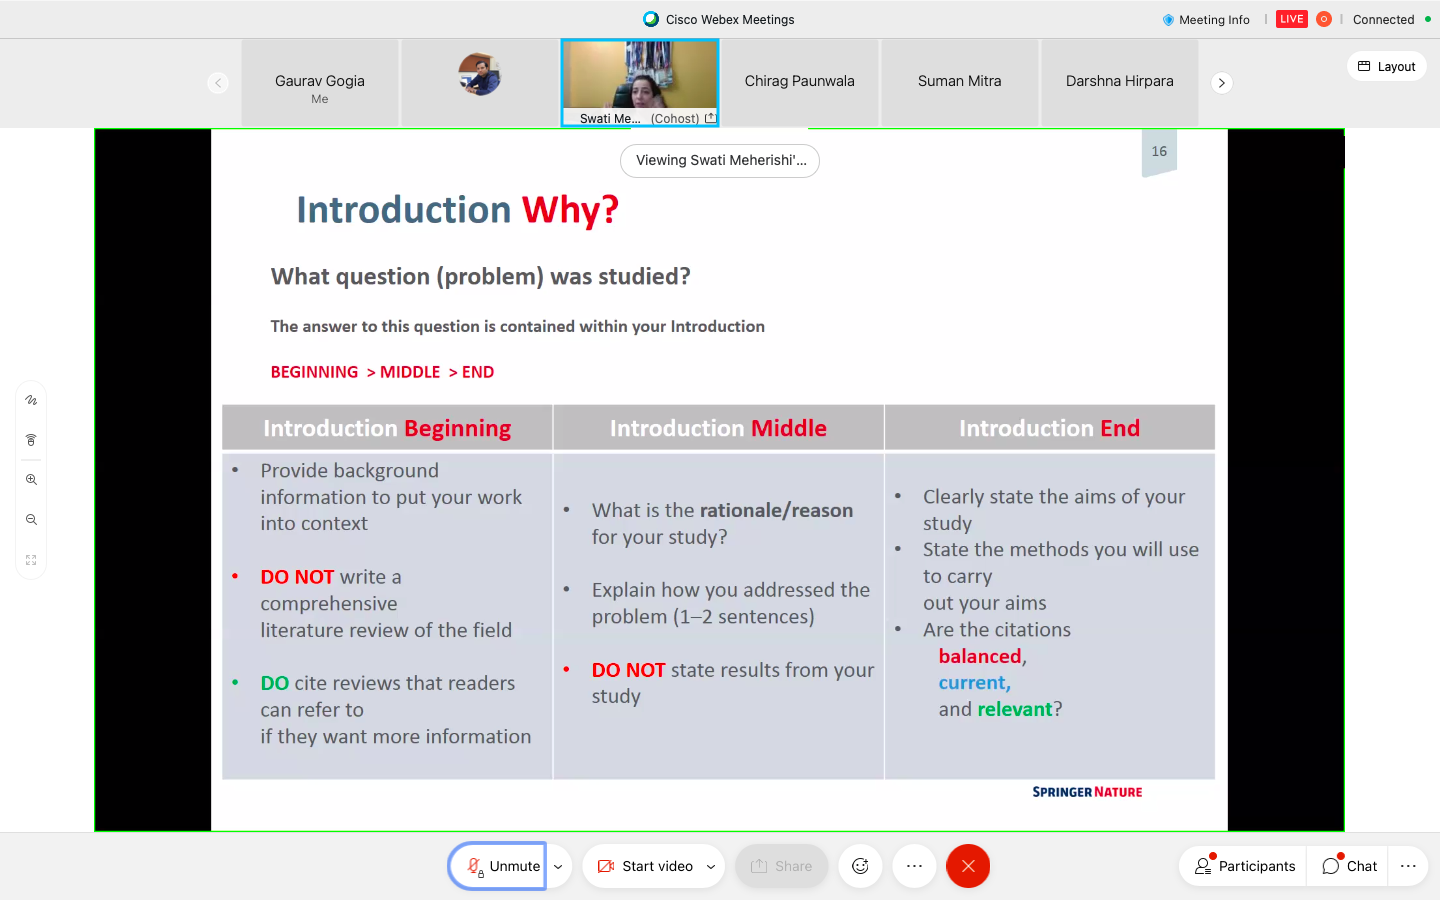 Cisco Webex Meetings
Meeting Info
LIVE
Connected
Gaurav Gogia
Me
Swati Me... (Cohost)
Chirag Paunwala
Suman Mitra
Darshna Hirpara
Layout
Viewing Swati Meherishi'...
16
Introduction Why?
What question (problem) was studied?
The answer to this question is contained within your Introduction
BEGINNING > MIDDLE > END
Introduction Beginning
• Provide background
information to put your work
into context
• DO NOT write a
comprehensive
literature review of the field
• DO cite reviews that readers
can refer to
if they want more information
Introduction Middle
• What is the rationale/reason
for your study?
• Explain how you addressed the
problem (1–2 sentences)
• DO NOT state results from your
study
Introduction End
• Clearly state the aims of your
study
• State the methods you will use
to carry
out your aims
• Are the citations
balanced,
current,
and relevant?
SPRINGER NATURE
Unmute
Start video
Share
Participants
Chat